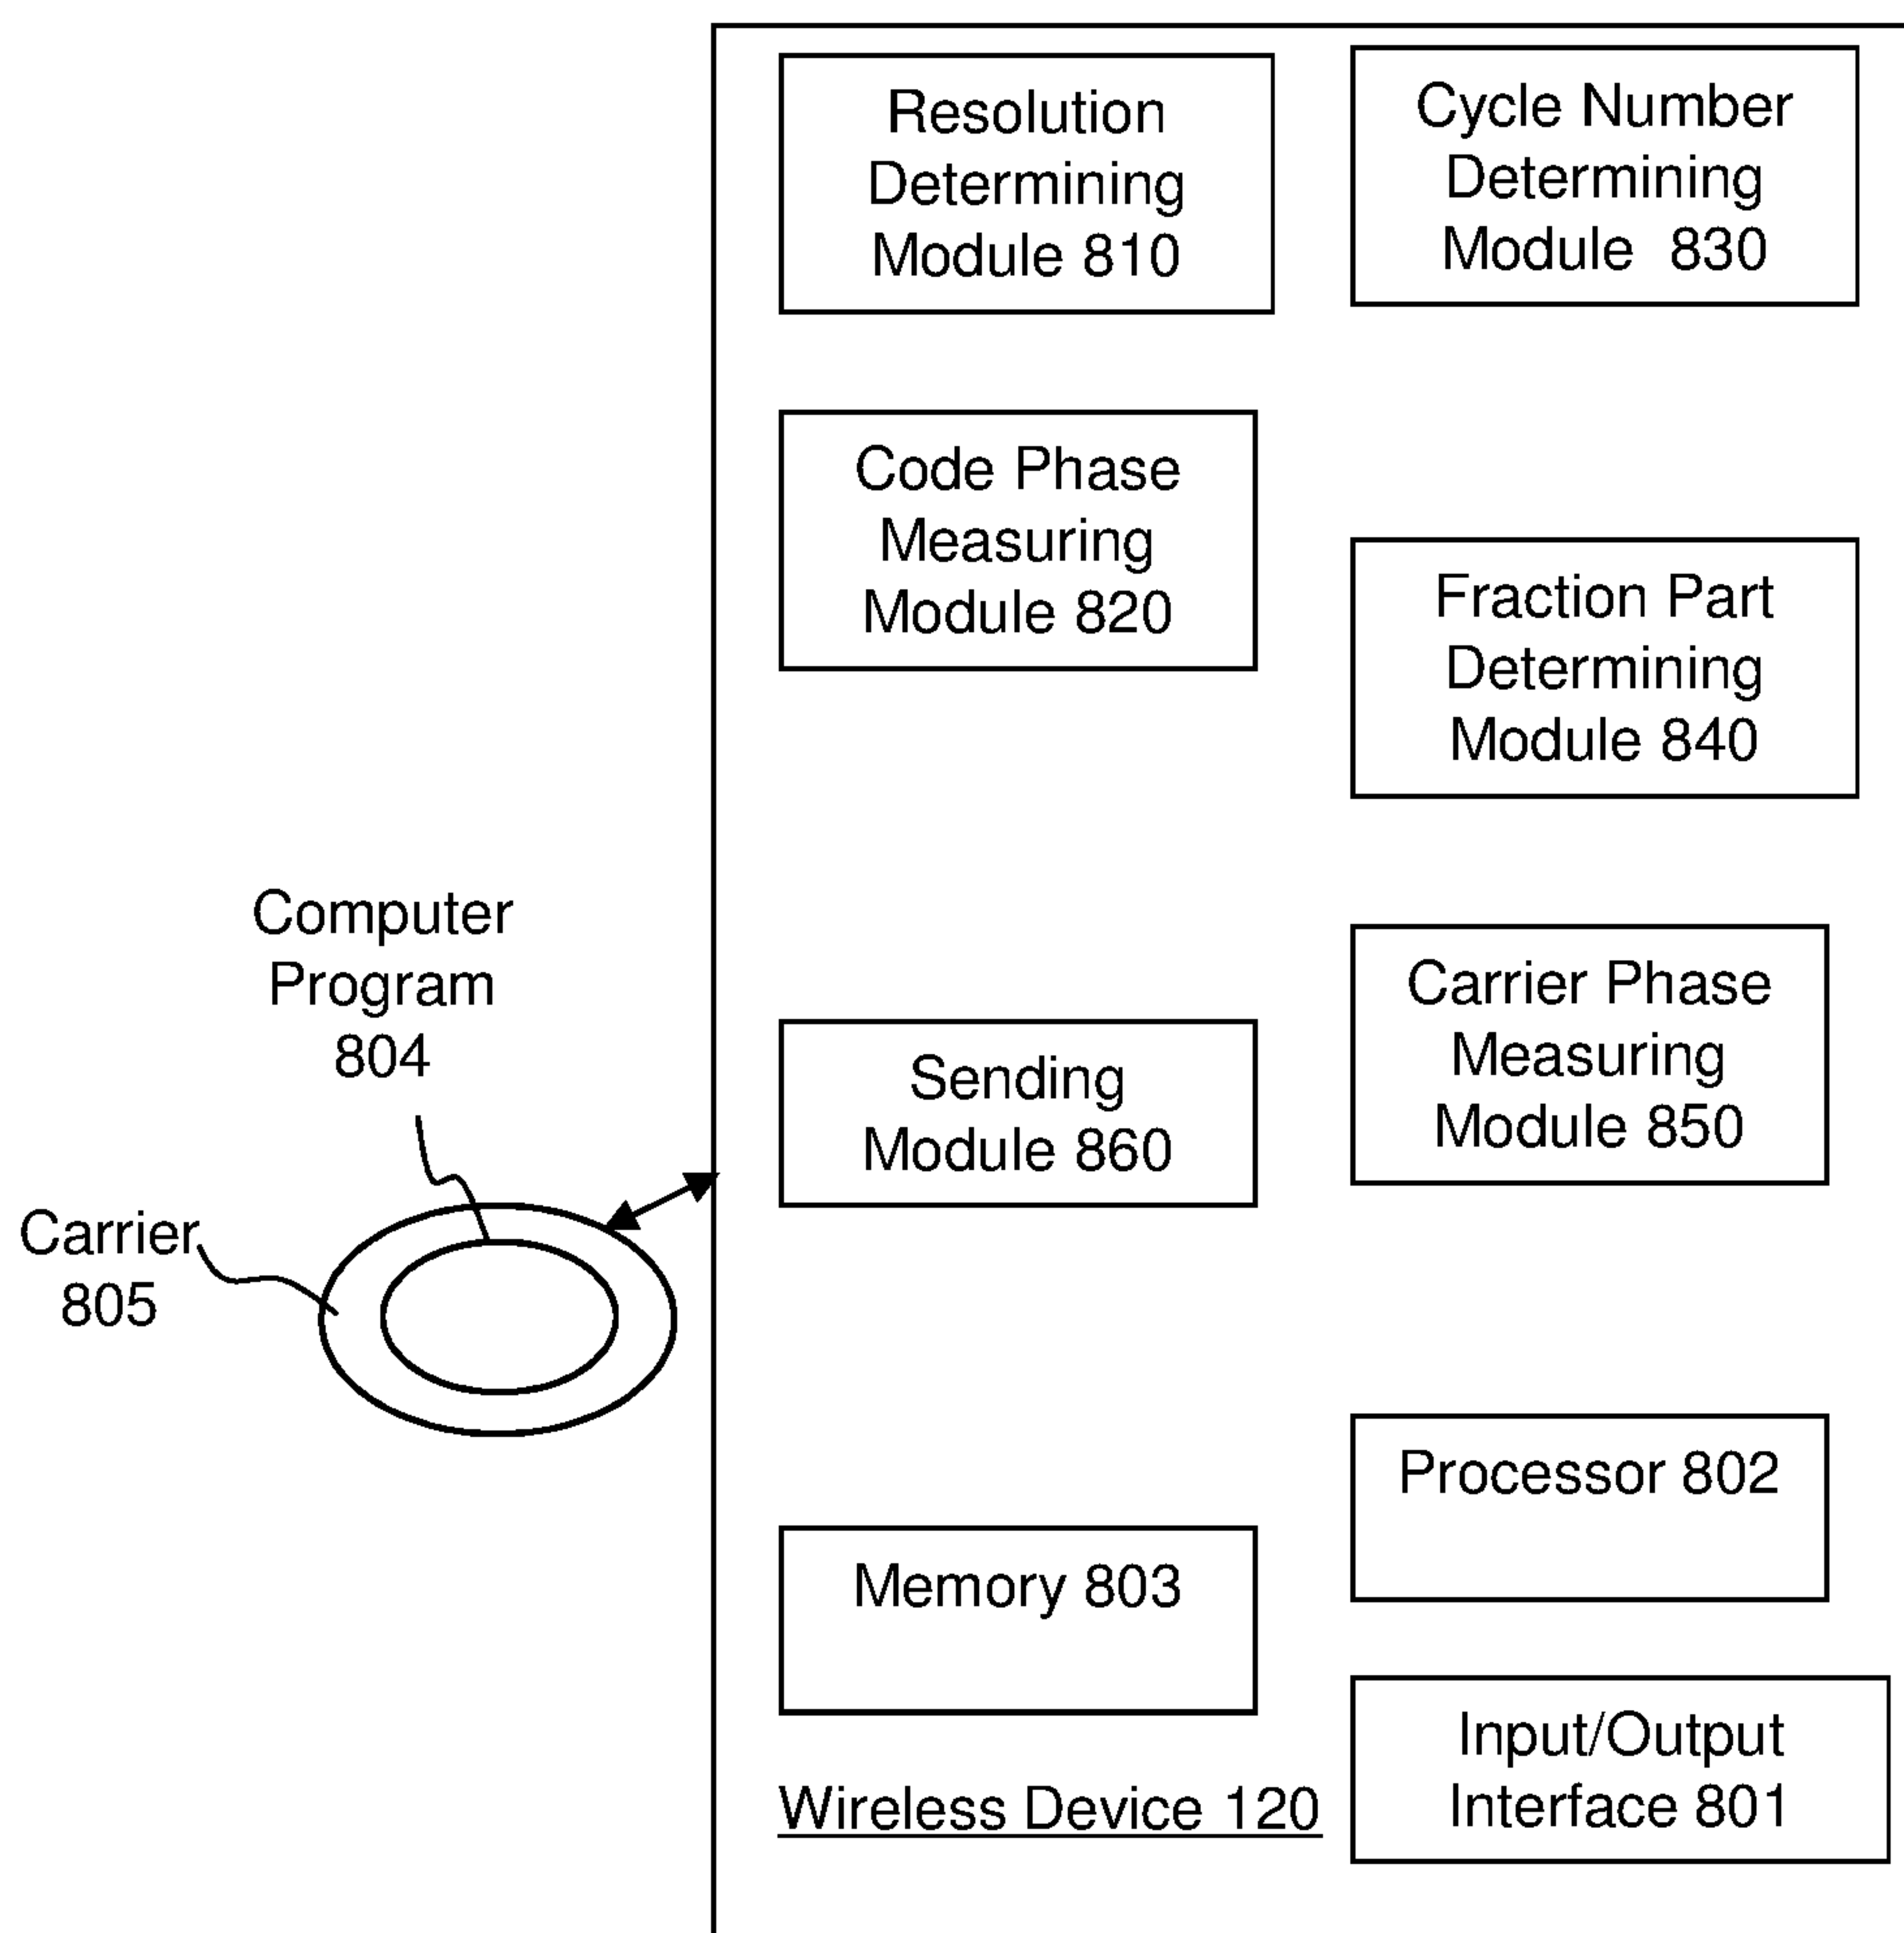 Resolution
Determining
Module 810
Cycle Number
Determining
Module 830
Code Phase
Measuring
Module 820
Fraction Part
Determining
Module 840
Computer
Program
804
Carrier Phase
Measuring
Module 850
Sending
Module 860
Carrier
805
Processor 802
Memory 803
Input/Output
Interface 801
Wireless Device 120